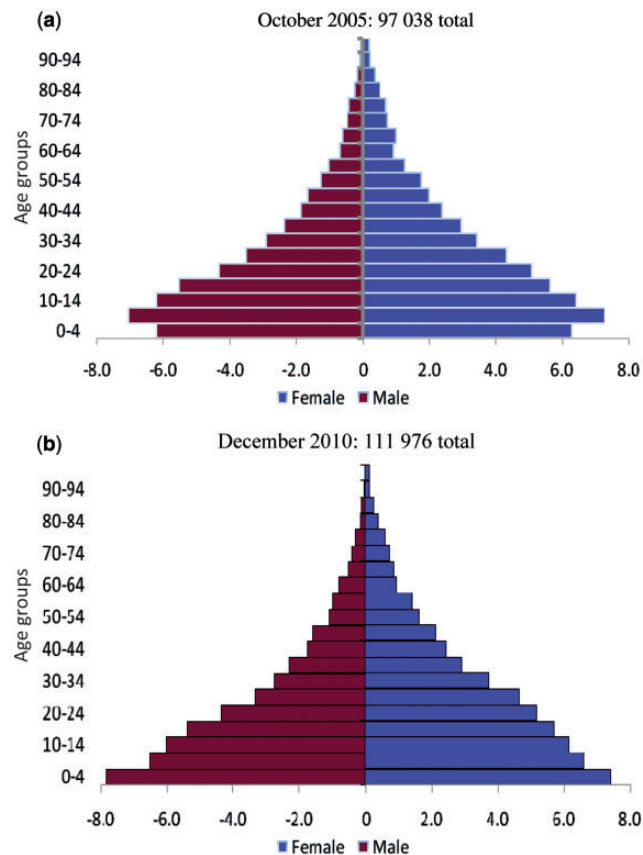 (a)
October 2005: 97 038 total
Age groups
90-94
80-84
70-74
60-64
50-54
40-44
30-34
20-24
10-14
0-4
-8.0 -6.0 -4.0 -2.0 0 2.0 4.0 6.0 8.0
Female Male
(b)
December 2010: 111 976 total
Age groups
90-94
80-84
70-74
60-64
50-54
40-44
30-34
20-24
10-14
0-4
-8.0 -6.0 -4.0 -2.0 0 2.0 4.0 6.0 8.0
Female Male